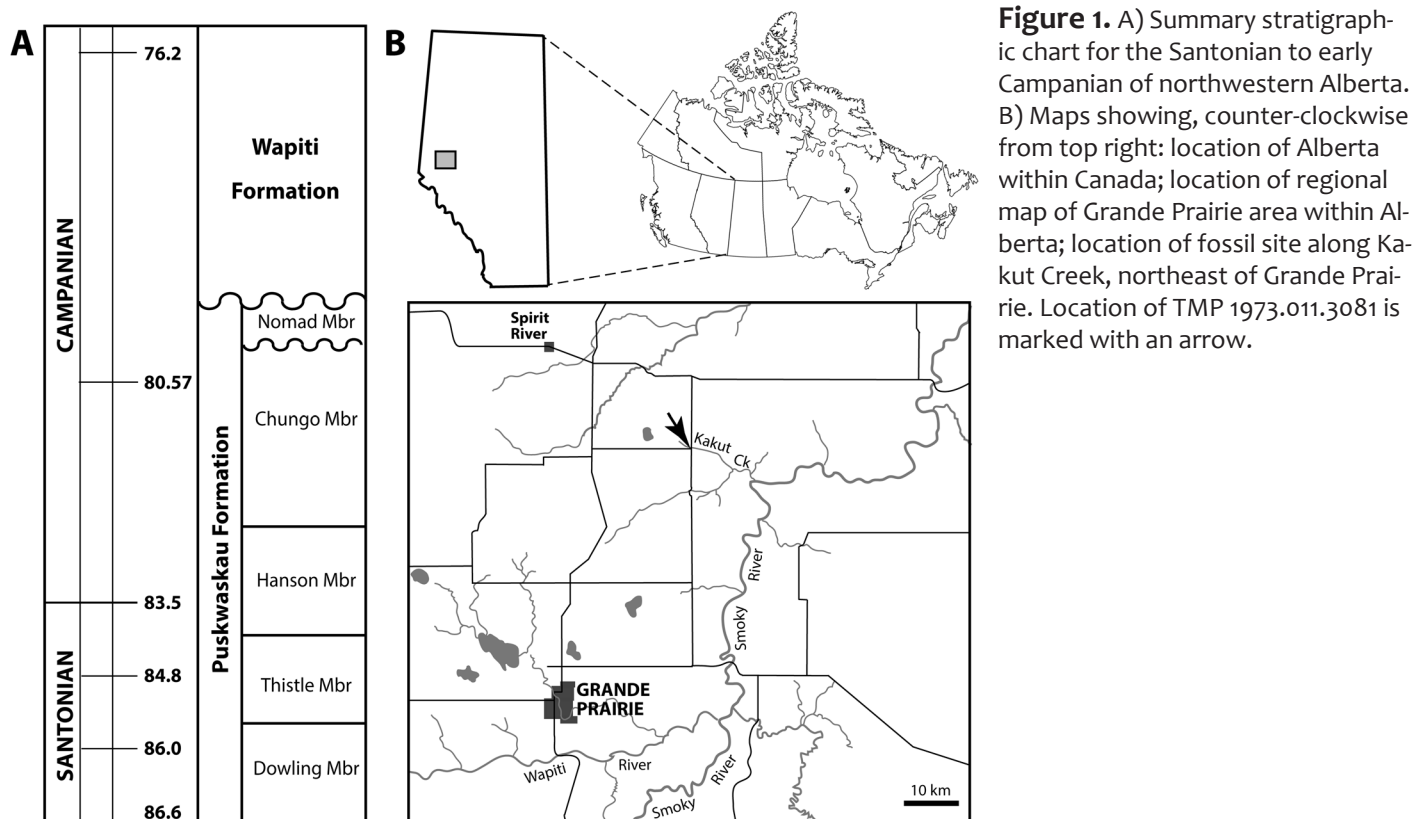 A
CAMPANIAN
SANTONIAN
76.2
80.57
83.5
84.8
86.0
86.6
Wapiti
Formation
Puskwaskau Formation
Nomad Mbr
Chungo Mbr
Hanson Mbr
Thistle Mbr
Dowling Mbr
B
Spirit
River
Kakut Ck
Smoky River
GRANDE
PRAIRIE
Wapiti River
Smoky River
10 km
Figure 1. A) Summary stratigraph-
ic chart for the Santonian to early
Campanian of northwestern Alberta.
B) Maps showing, counter-clockwise
from top right: location of Alberta
within Canada; location of regional
map of Grande Prairie area within Al-
berta; location of fossil site along Ka-
kut Creek, northeast of Grande Prai-
rie. Location of TMP 1973.011.3081 is
marked with an arrow.